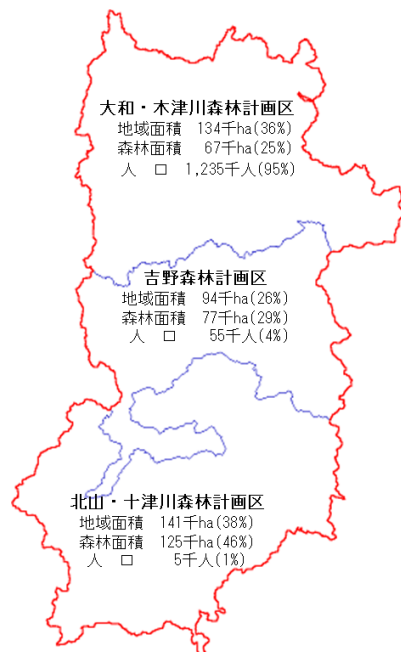 大和・木津川森林計画区
地域面積 134千ha(36%)
森林面積 67千ha(25%)
人 口 1,235千人(95%)
吉野森林計画区
地域面積 94千ha(26%)
森林面積 77千ha(29%)
人 口 55千人(4%)
北山・十津川森林計画区
地域面積 141千ha(38%)
森林面積 125千ha(46%)
人 口 5千人(1%)